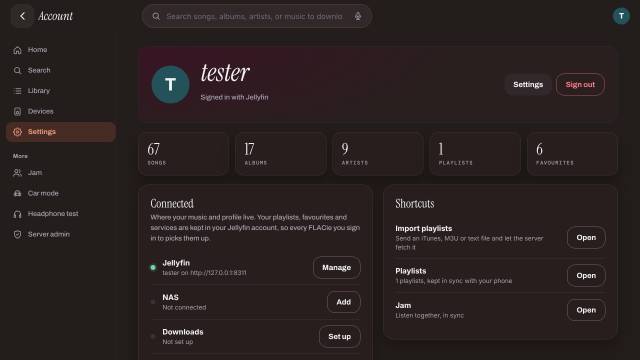 Account
Search songs, albums, artists, or music to downlo
T
Home
Search
Library
Devices
Settings
More
Jam
Car mode
Headphone test
Server admin
T
tester
Signed in with Jellyfin
Settings
Sign out
67
SONGS
17
ALBUMS
9
ARTISTS
1
PLAYLISTS
6
FAVOURITES
Connected
Where your music and profile live. Your playlists, favourites and
services are kept in your Jellyfin account, so every FLACie you sign
in to picks them up.
Jellyfin
tester on http://127.0.0.1:8311
Manage
NAS
Not connected
Add
Downloads
Not set up
Set up
Shortcuts
Import playlists
Send an iTunes, M3U or text file and let the server
fetch it
Open
Playlists
1 playlists, kept in sync with your phone
Open
Jam
Listen together, in sync
Open